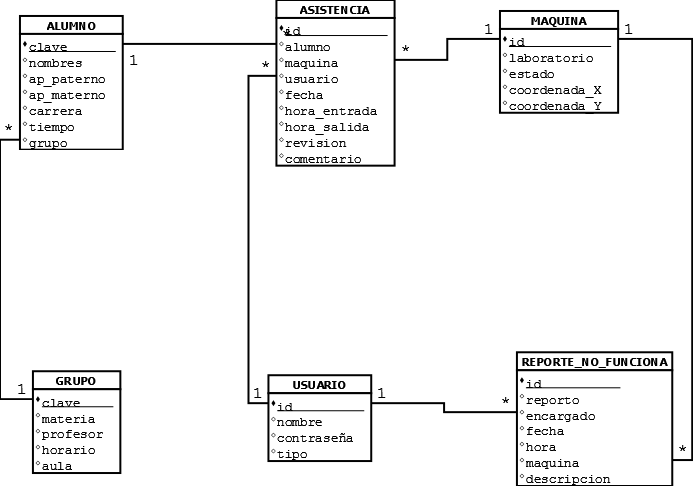 ALUMNO
clave
nombres
ap_paterno
ap_materno
carrera
tiempo
grupo
1
*
ASISTENCIA
id
alumno
maquina
usuario
fecha
hora_entrada
hora_salida
revision
comentario
*
*
*
1
MAQUINA
id
laboratorio
estado
coordenada_X
coordenada_Y
1
GRUPO
clave
materia
profesor
horario
aula
1
USUARIO
id
nombre
contraseña
tipo
1
1
*
REPORTE_NO_FUNCIONA
id
reporto
encargado
fecha
hora
maquina
descripcion
*